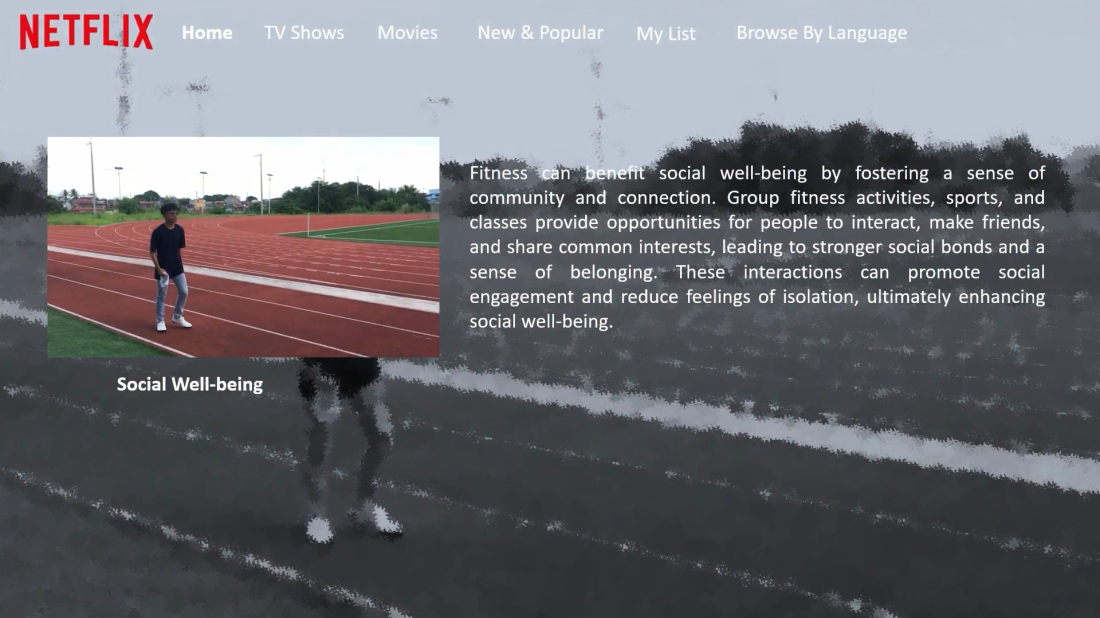 NETFLIX Home TV Shows Movies New & Popular My List Browse By Language
Fitness can benefit social well-being by fostering a sense of
community and connection. Group fitness activities, sports, and
classes provide opportunities for people to interact, make friends,
and share common interests, leading to stronger social bonds and a
sense of belonging. These interactions can promote social
engagement and reduce feelings of isolation, ultimately enhancing
social well-being.
Social Well-being